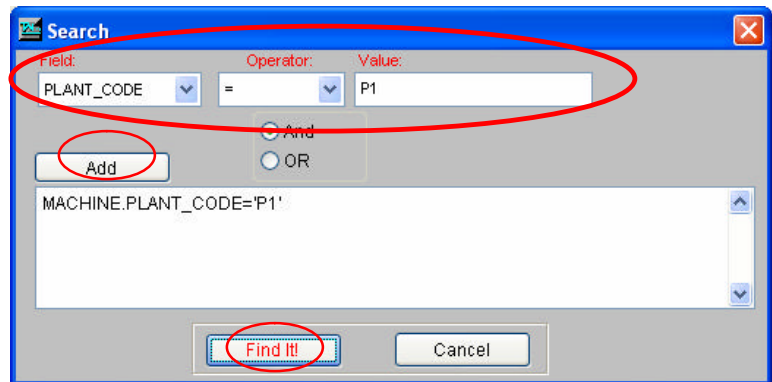 Search
Field: Operator: Value:
PLANT_CODE = P1
And
Add OR
MACHINE.PLANT_CODE='P1'
Find It! Cancel